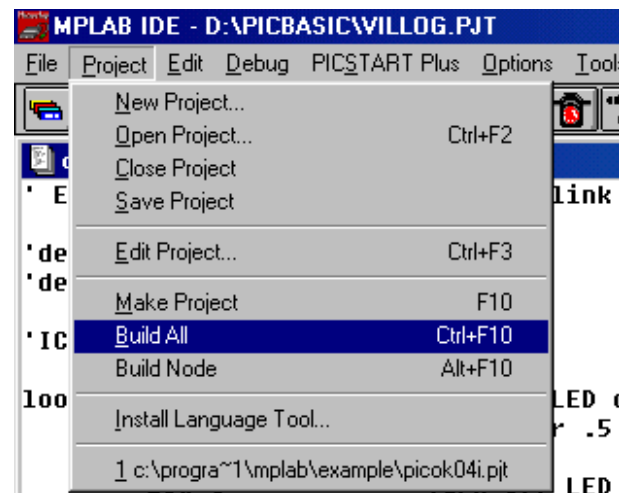 MPLAB IDE - D:\PICBASIC\VILLOG.PJT
File Project Edit Debug PICSTART Plus Options Tool
New Project...
Open Project... Ctrl+F2
Close Project
' E link
Save Project
'de Edit Project... Ctrl+F3
'de
Make Project F10
'IC Build All Ctrl+F10
Build Node Alt+F10
loo LED
Install Language Tool...
r .5
1 c:\progra~1\mplab\example\picok04i.pjt
LED